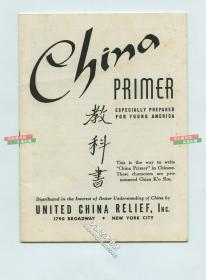 China
PRIMER
ESPECIALLY PREPARED
FOR YOUNG AMERICA
教
科
書
This is the way to write
"China Primer" in Chinese.
These characters are pro-
nounced Chiao K'o Shu.
Distributed in the Interest of Better Understanding of China by
UNITED CHINA RELIEF, Inc.
1790 BROADWAY • NEW YORK CITY